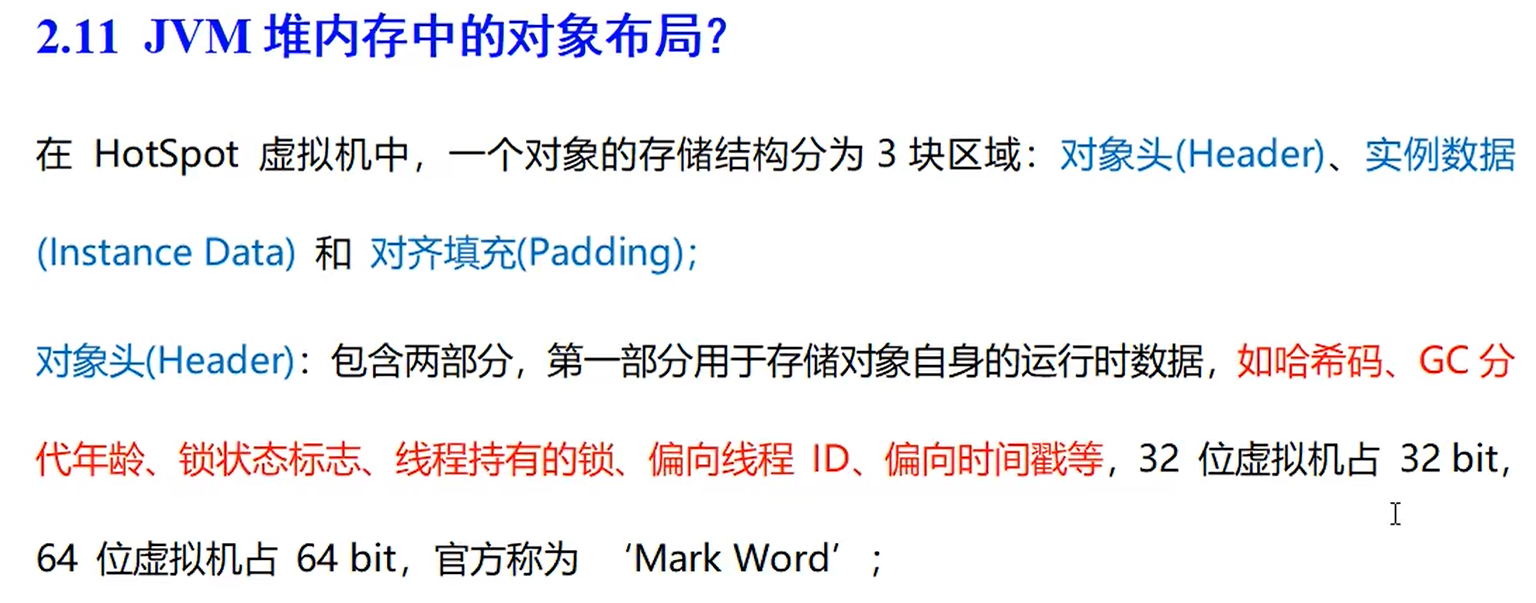 2.11 JVM 堆内存中的对象布局?
在 HotSpot 虚拟机中，一个对象的存储结构分为 3 块区域：对象头(Header)、实例数据
(Instance Data) 和 对齐填充(Padding);
对象头(Header)：包含两部分，第一部分用于存储对象自身的运行时数据，如哈希码、GC 分
代年龄、锁状态标志、线程持有的锁、偏向线程 ID、偏向时间戳等，32 位虚拟机占 32 bit，
64 位虚拟机占 64 bit，官方称为 ‘Mark Word’；